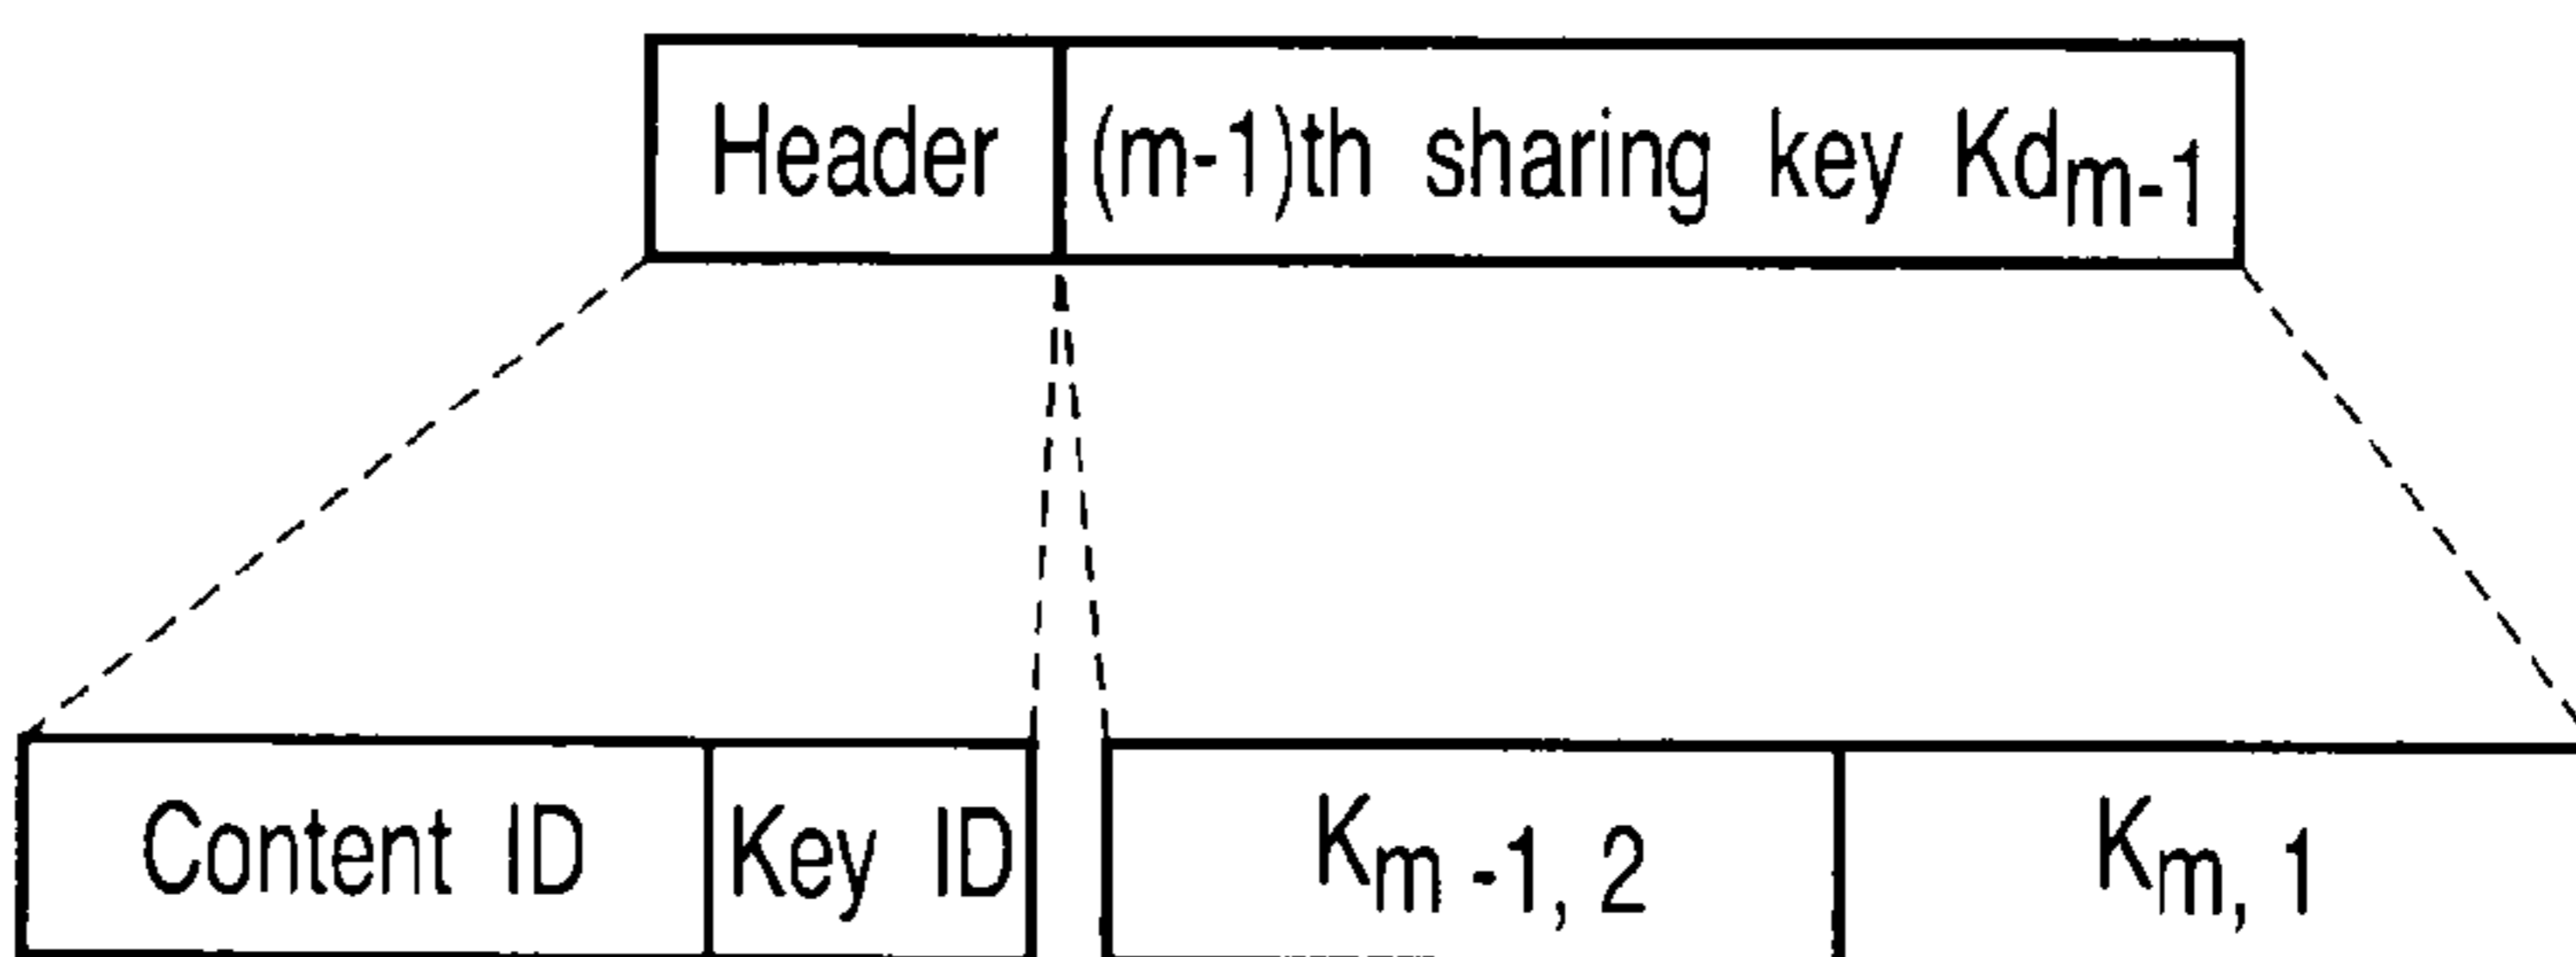 Header (m-1)th sharing key Kdm-1
Content ID Key ID Km-1, 2 Km, 1